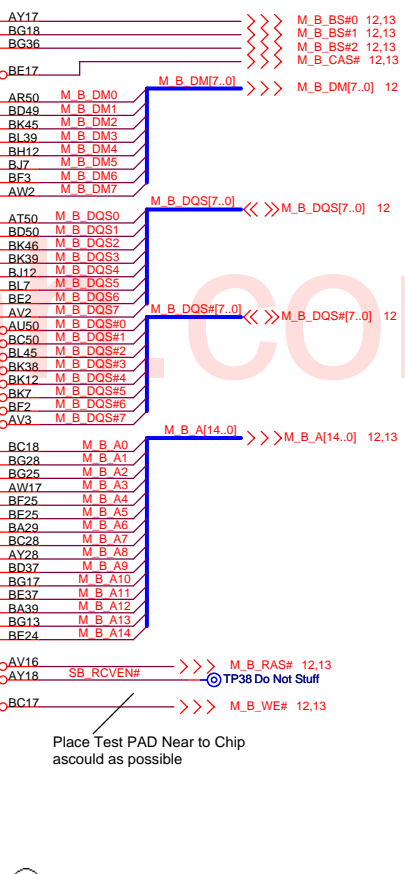 AY17 M_B_BS#0 12,13
BG18 M_B_BS#1 12,13
BG36 M_B_BS#2 12,13
M_B_CAS# 12,13
BE17
M_B_DM[7..0] M_B_DM[7..0] 12
AR50 M_B_DM0
BD49 M_B_DM1
BK45 M_B_DM2
BL39 M_B_DM3
BH12 M_B_DM4
BJ7 M_B_DM5
BF3 M_B_DM6
AW2 M_B_DM7
M_B_DQS[7..0] M_B_DQS[7..0] 12
AT50 M_B_DQS0
BD50 M_B_DQS1
BK46 M_B_DQS2
BK39 M_B_DQS3
BJ12 M_B_DQS4
BL7 M_B_DQS5
BE2 M_B_DQS6
AV2 M_B_DQS7
M_B_DQS#[7..0] M_B_DQS#[7..0] 12
AU50 M_B_DQS#0
BC50 M_B_DQS#1
BL45 M_B_DQS#2
BK38 M_B_DQS#3
BK12 M_B_DQS#4
BK7 M_B_DQS#5
BF2 M_B_DQS#6
AV3 M_B_DQS#7
M_B_A[14..0] M_B_A[14..0] 12,13
BC18 M_B_A0
BG28 M_B_A1
BG25 M_B_A2
AW17 M_B_A3
BF25 M_B_A4
BE25 M_B_A5
BA29 M_B_A6
BC28 M_B_A7
AY28 M_B_A8
BD37 M_B_A9
BG17 M_B_A10
BE37 M_B_A11
BA39 M_B_A12
BG13 M_B_A13
BE24 M_B_A14
AV16 M_B_RAS# 12,13
AY18 SB_RCVEN# TP38 Do Not Stuff
BC17 M_B_WE# 12,13
Place Test PAD Near to Chip
ascould as possible
.co